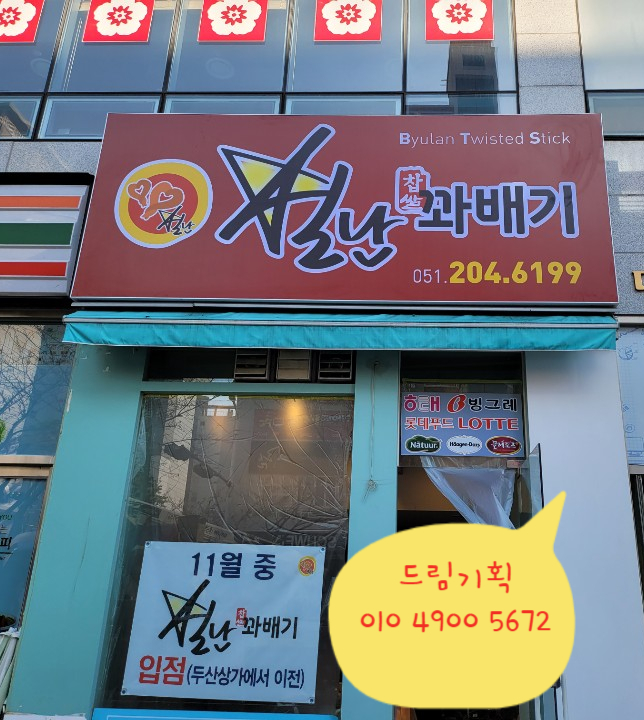 Byulan Twisted Stick
별난
별난 찹쌀 꽈배기
051.204.6199
해태 B 빙그레
롯데푸드 LOTTE
Natuur Häagen-Dazs
11월 중
별난 찹쌀 꽈배기
입점(두산상가에서 이전)
드림기획
010 4900 5672